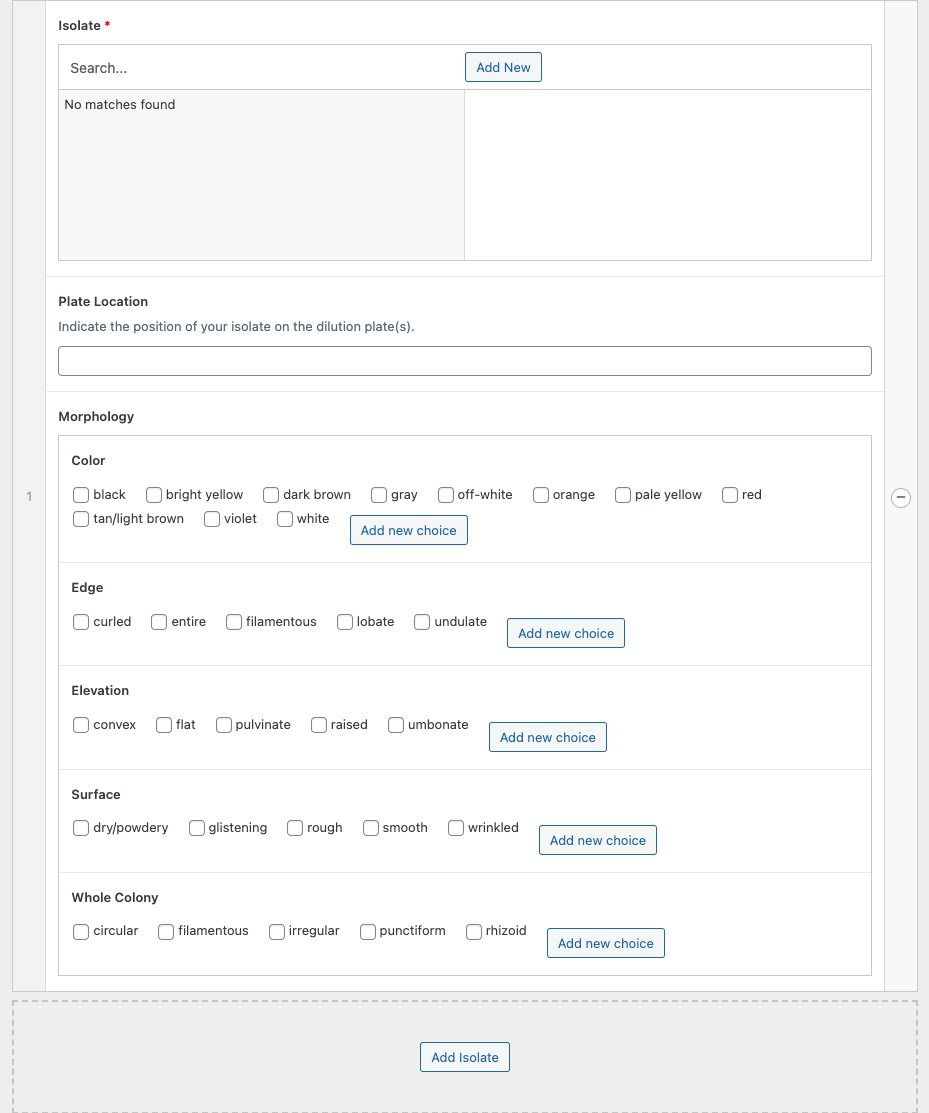 Isolate *
Search...
Add New
No matches found
Plate Location
Indicate the position of your isolate on the dilution plate(s).
Morphology
Color
black bright yellow dark brown gray off-white orange pale yellow red
tan/light brown violet white Add new choice
1
Edge
curled entire filamentous lobate undulate Add new choice
Elevation
convex flat pulvinate raised umbonate Add new choice
Surface
dry/powdery glistening rough smooth wrinkled Add new choice
Whole Colony
circular filamentous irregular punctiform rhizoid Add new choice
Add Isolate